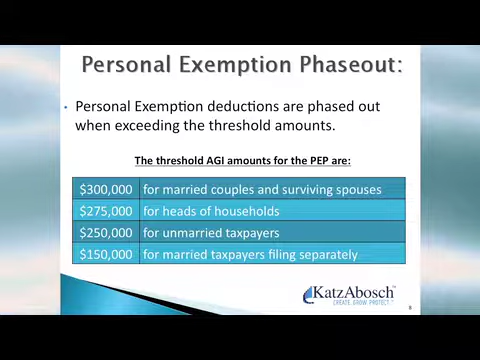 Personal Exemption Phaseout:
• Personal Exemption deductions are phased out
when exceeding the threshold amounts.
The threshold AGI amounts for the PEP are:
$300,000 for married couples and surviving spouses
$275,000 for heads of households
$250,000 for unmarried taxpayers
$150,000 for married taxpayers filing separately
KatzAbosch
CREATE. GROW. PROTECT.™
8